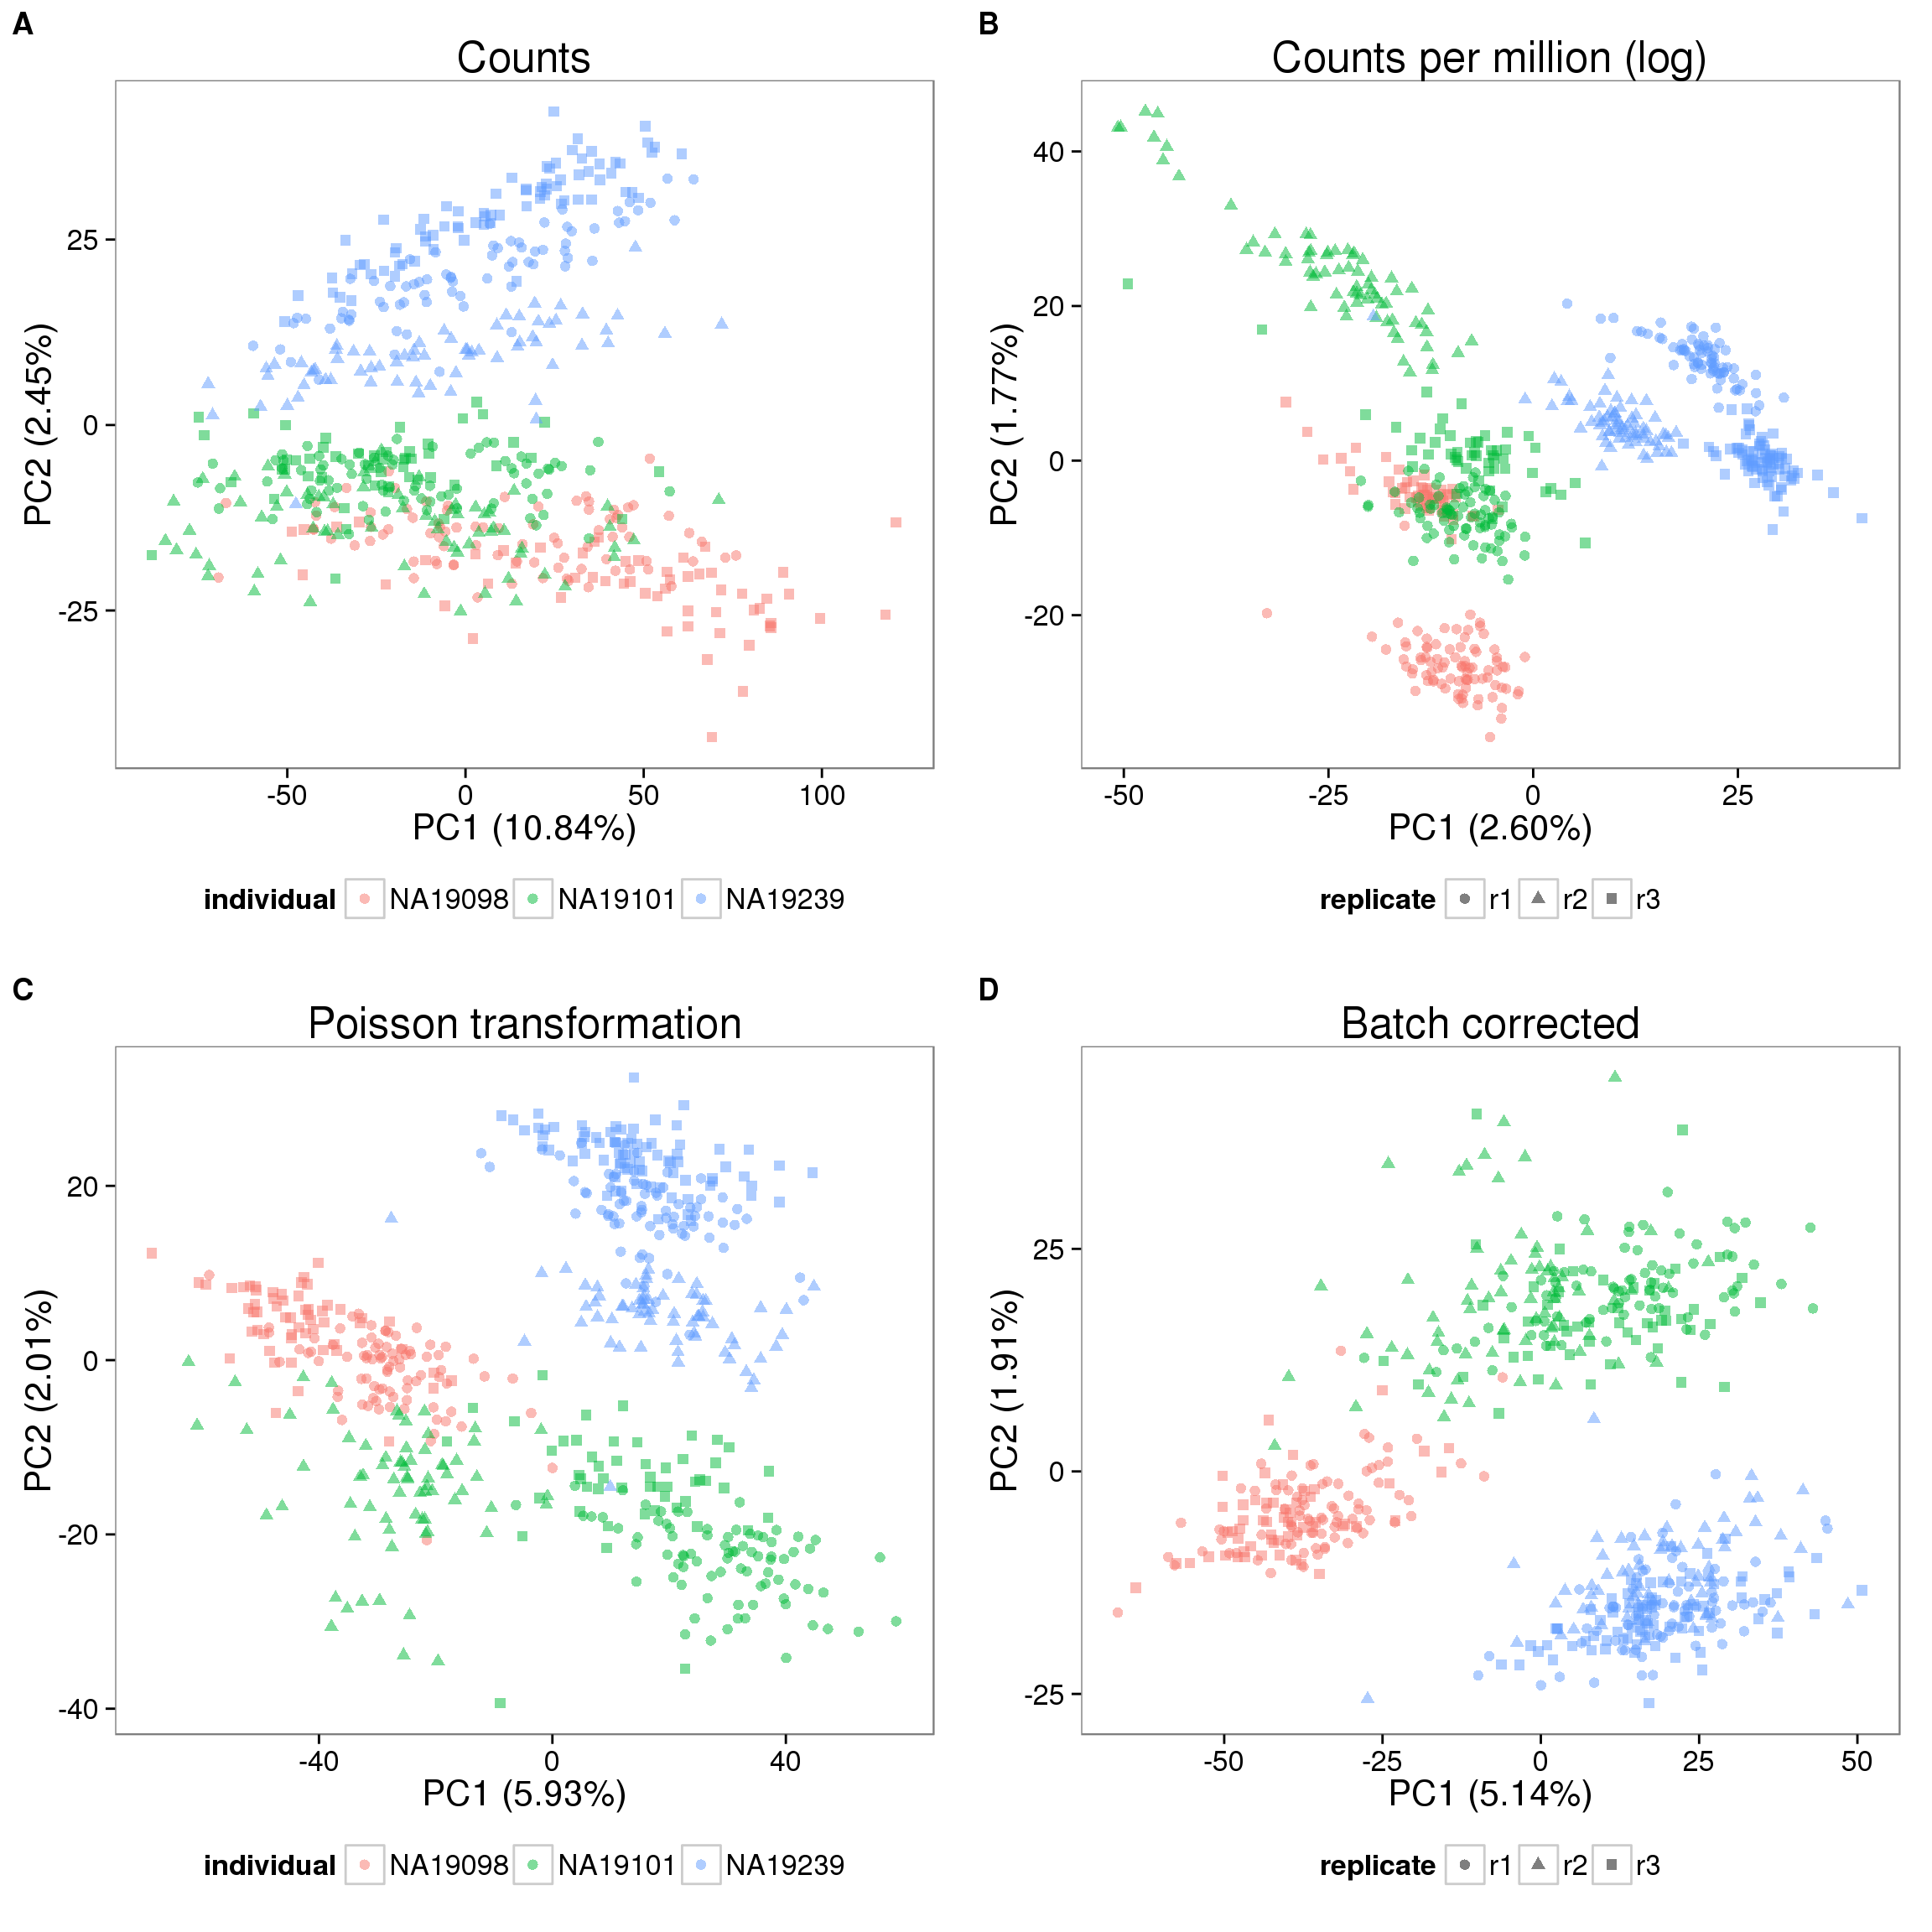 A
Counts
PC2 (2.45%)
25
0
-25
-50 0 50 100
PC1 (10.84%)
individual NA19098 NA19101 NA19239
B
Counts per million (log)
PC2 (1.77%)
40
20
0
-20
-50 -25 0 25
PC1 (2.60%)
replicate r1 r2 r3
C
Poisson transformation
PC2 (2.01%)
20
0
-20
-40
-40 0 40
PC1 (5.93%)
individual NA19098 NA19101 NA19239
D
Batch corrected
PC2 (1.91%)
25
0
-25
-50 -25 0 25 50
PC1 (5.14%)
replicate r1 r2 r3